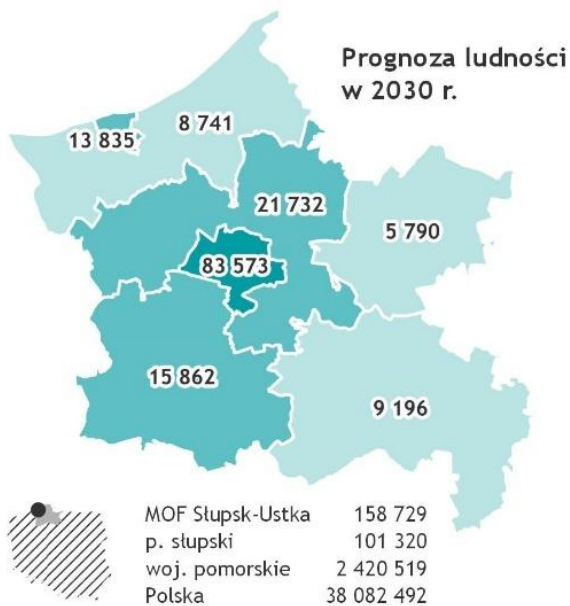 Prognoza ludności
w 2030 r.
8 741
13 835
21 732
5 790
83 573
15 862
9 196
MOF Słupsk-Ustka 158 729
p. słupski 101 320
woj. pomorskie 2 420 519
Polska 38 082 492